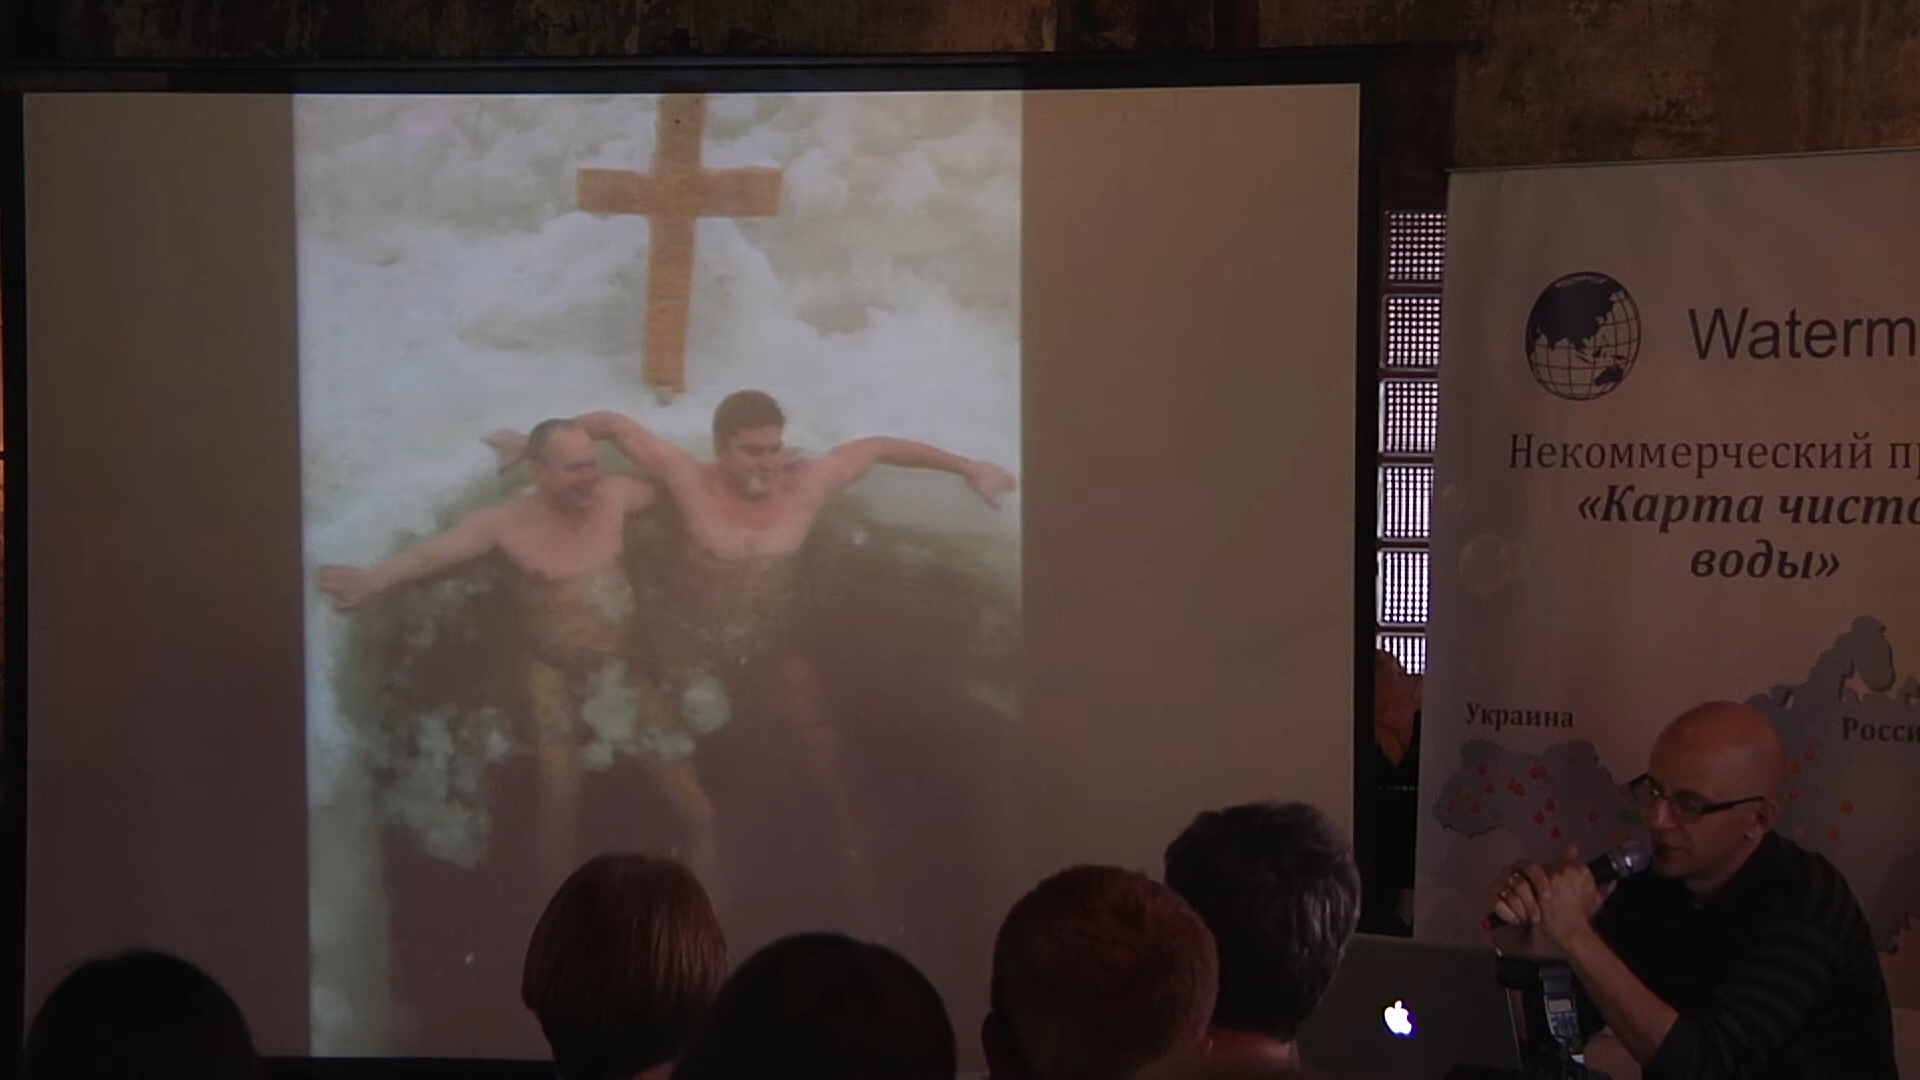 Waterm
Некоммерческий пр
«Карта чисто
воды»
Украина
Росси